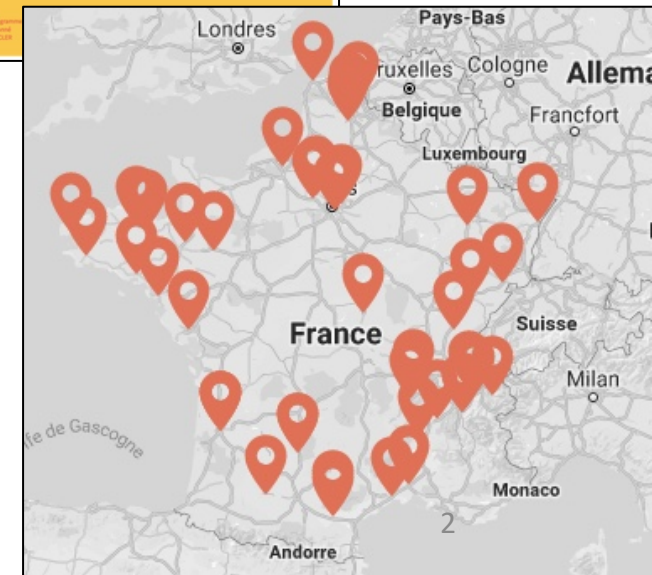 Pays-Bas
Londres
ruxelles
Cologne
Allema
Belgique
Francfort
Luxembourg
s
France
Suisse
Milan
fe de Gascogne
Monaco
2
Andorre